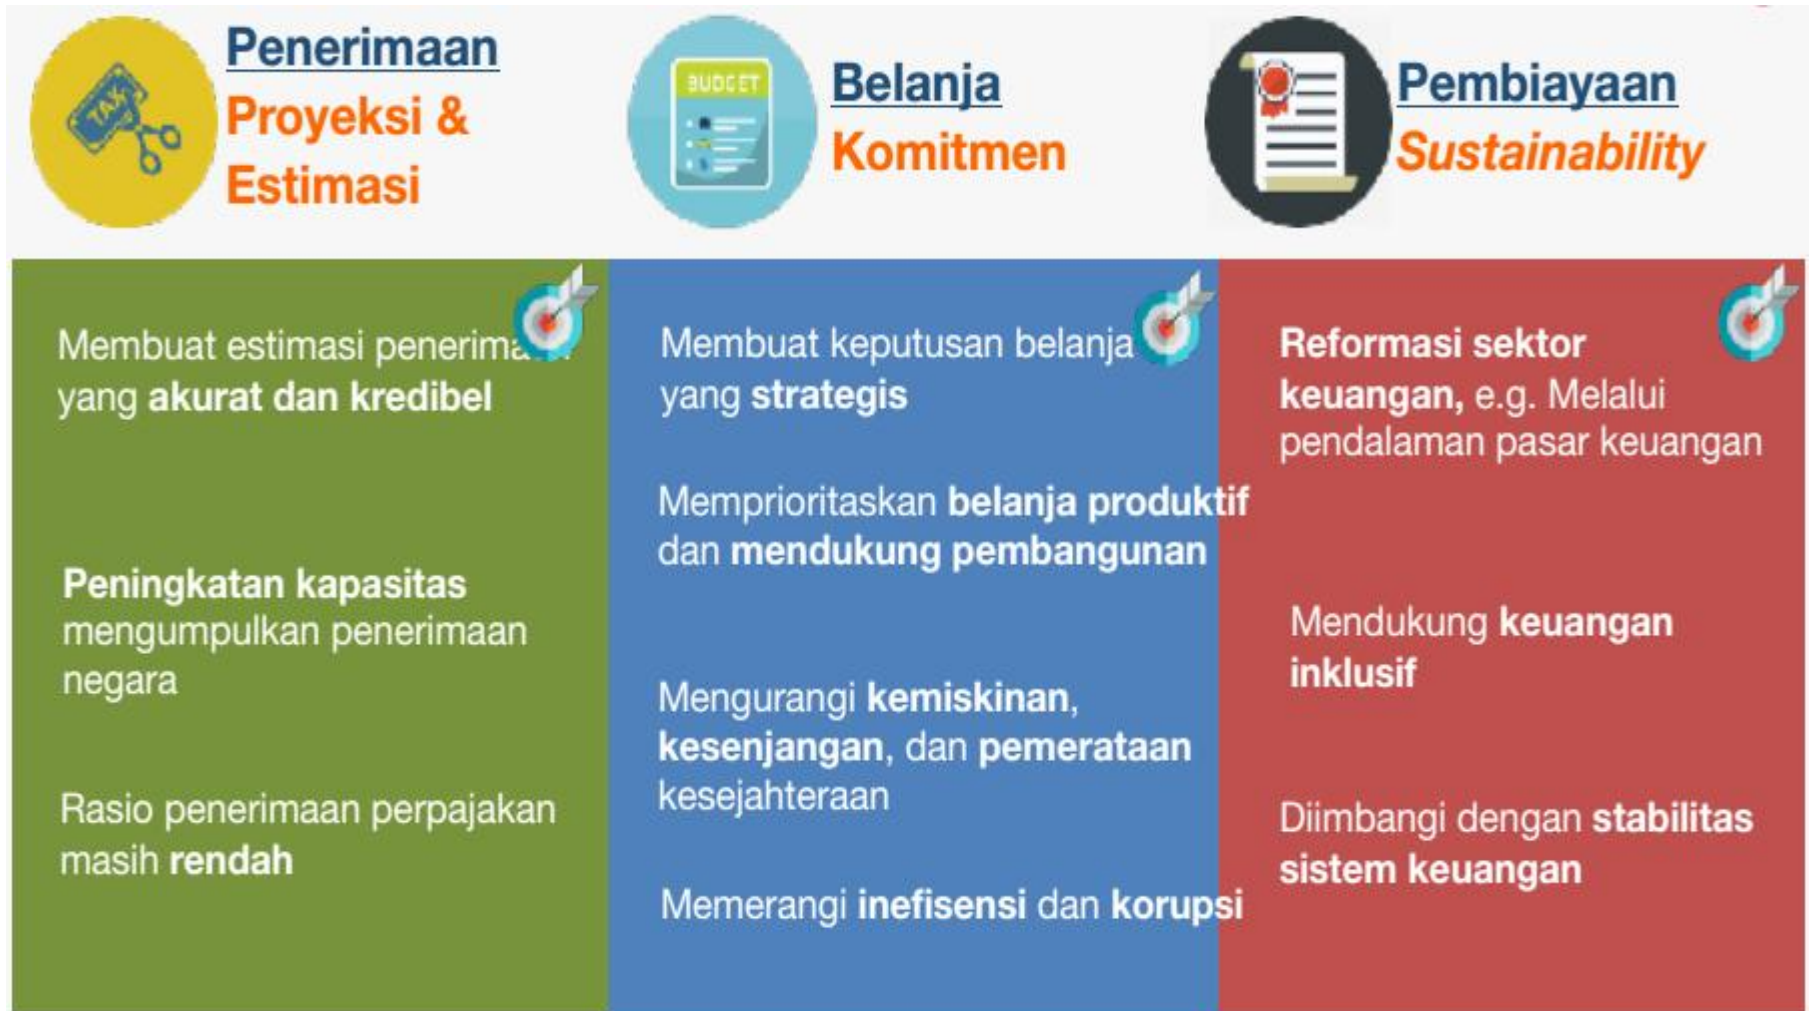 TAX
Penerimaan
Proyeksi &
Estimasi
BUDGET
Belanja
Komitmen
Pembiayaan
Sustainability
Membuat estimasi
yang akurat dan kredibel
Peningkatan kapasitas
mengumpulkan penerimaan
negara
Rasio penerimaan perpajakan
masih rendah
Membuat keputusan belanja
yang strategis
Memprioritaskan belanja produktif
dan mendukung pembangunan
Mengurangi kemiskinan,
kesenjangan, dan pemerataan
kesejahteraan
Memerangi inefisensi dan korupsi
Reformasi sektor
keuangan, e.g. Melalui
pendalaman pasar keuangan
Mendukung keuangan
inklusif
Diimbangi dengan stabilitas
sistem keuangan